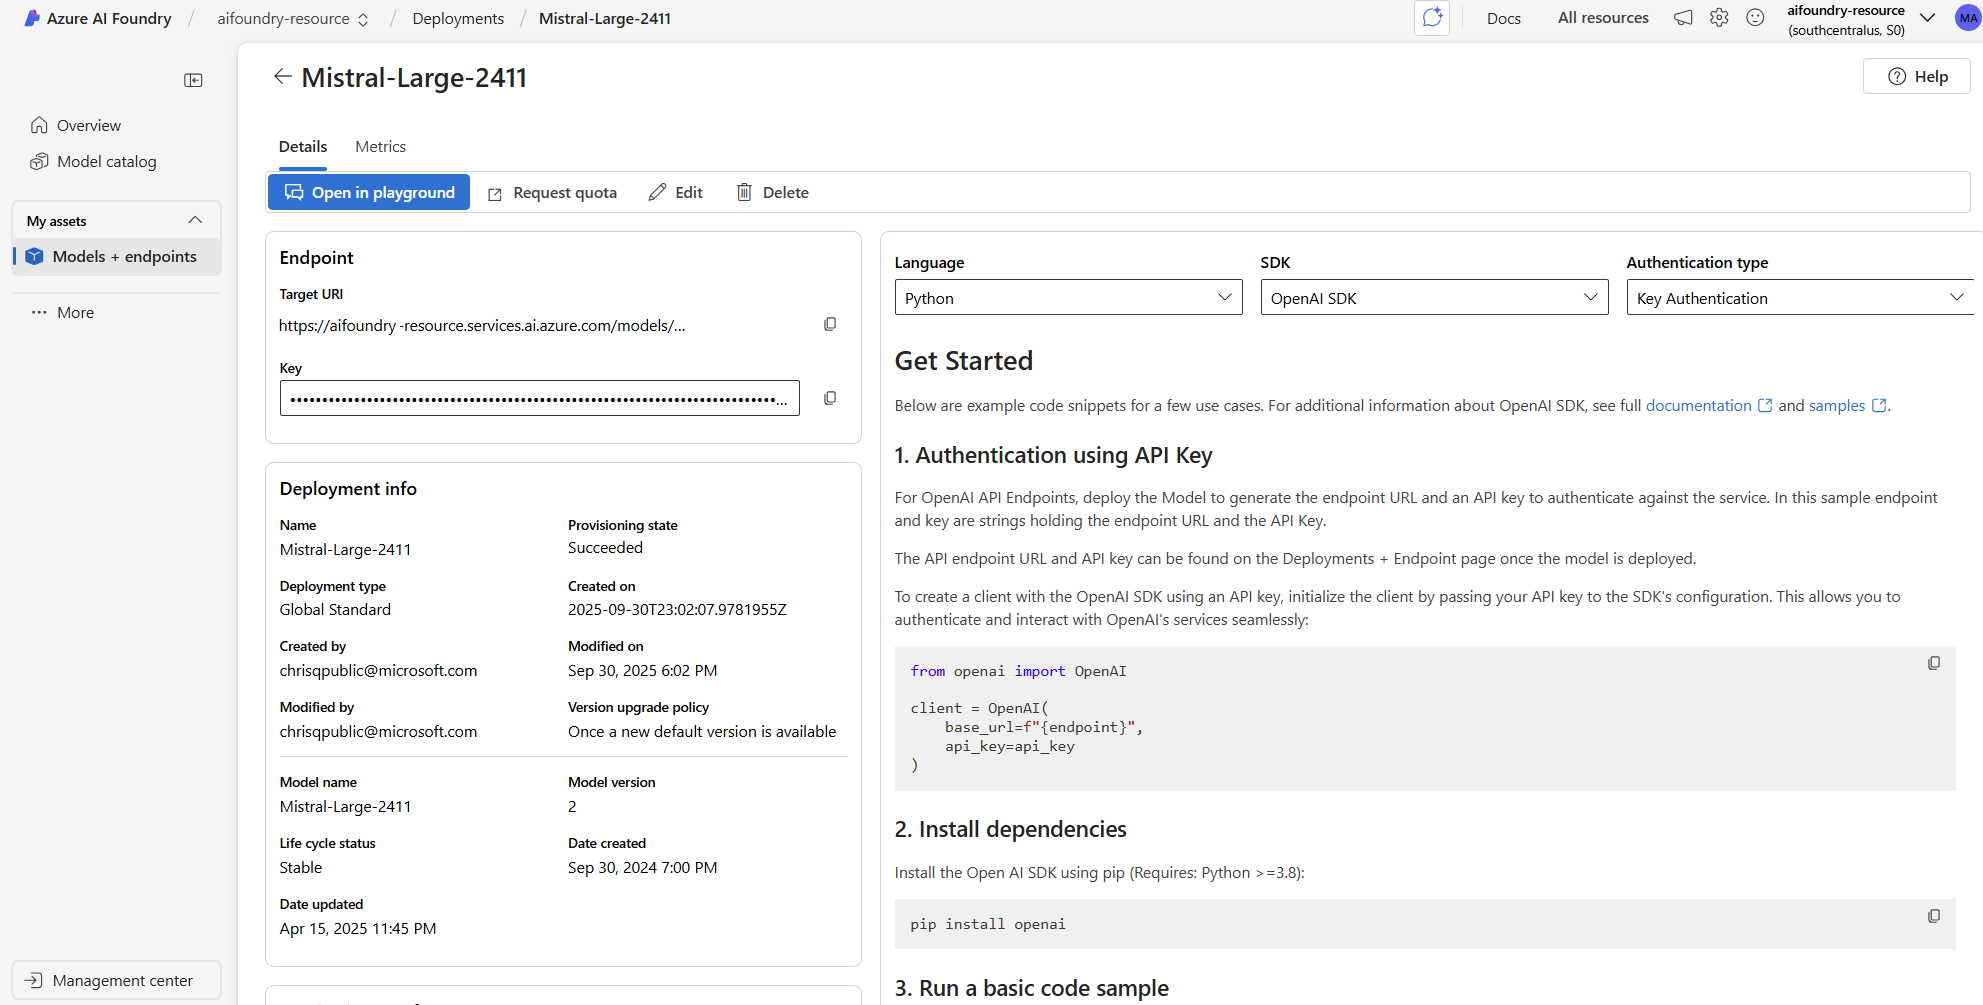 Azure AI Foundry / aifoundry-resource / Deployments / Mistral-Large-2411
Docs
All resources
aifoundry-resource
(southcentralus, S0)
MA
Mistral-Large-2411
Help
Overview
Model catalog
My assets
Models + endpoints
More
Management center
Details
Metrics
Open in playground
Request quota
Edit
Delete
Endpoint
Target URI
https://aifoundry-resource.services.ai.azure.com/models/...
Key
••••••••••••••••••••••••••••••••••••••••••••••••••••••••••••••••••••••••••...
Deployment info
Name
Mistral-Large-2411
Provisioning state
Succeeded
Deployment type
Global Standard
Created on
2025-09-30T23:02:07.9781955Z
Created by
chrisqpublic@microsoft.com
Modified on
Sep 30, 2025 6:02 PM
Modified by
chrisqpublic@microsoft.com
Version upgrade policy
Once a new default version is available
Model name
Mistral-Large-2411
Model version
2
Life cycle status
Stable
Date created
Sep 30, 2024 7:00 PM
Date updated
Apr 15, 2025 11:45 PM
Language
Python
SDK
OpenAI SDK
Authentication type
Key Authentication
Get Started
Below are example code snippets for a few use cases. For additional information about OpenAI SDK, see full documentation and samples.
1. Authentication using API Key
For OpenAI API Endpoints, deploy the Model to generate the endpoint URL and an API key to authenticate against the service. In this sample endpoint
and key are strings holding the endpoint URL and the API Key.
The API endpoint URL and API key can be found on the Deployments + Endpoint page once the model is deployed.
To create a client with the OpenAI SDK using an API key, initialize the client by passing your API key to the SDK's configuration. This allows you to
authenticate and interact with OpenAI's services seamlessly:
from openai import OpenAI
client = OpenAI(
    base_url=f"{endpoint}",
    api_key=api_key
)
2. Install dependencies
Install the Open AI SDK using pip (Requires: Python >=3.8):
pip install openai
3. Run a basic code sample